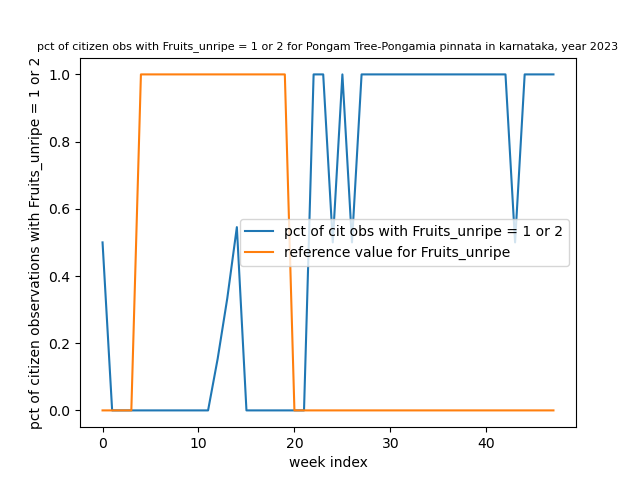 pct of citizen obs with Fruits_unripe = 1 or 2 for Pongam Tree-Pongamia pinnata in karnataka, year 2023
pct of citizen observations with Fruits_unripe = 1 or 2
1.0
0.8
0.6
0.4
0.2
0.0
pct of cit obs with Fruits_unripe = 1 or 2
reference value for Fruits_unripe
0
10
20
30
40
week index